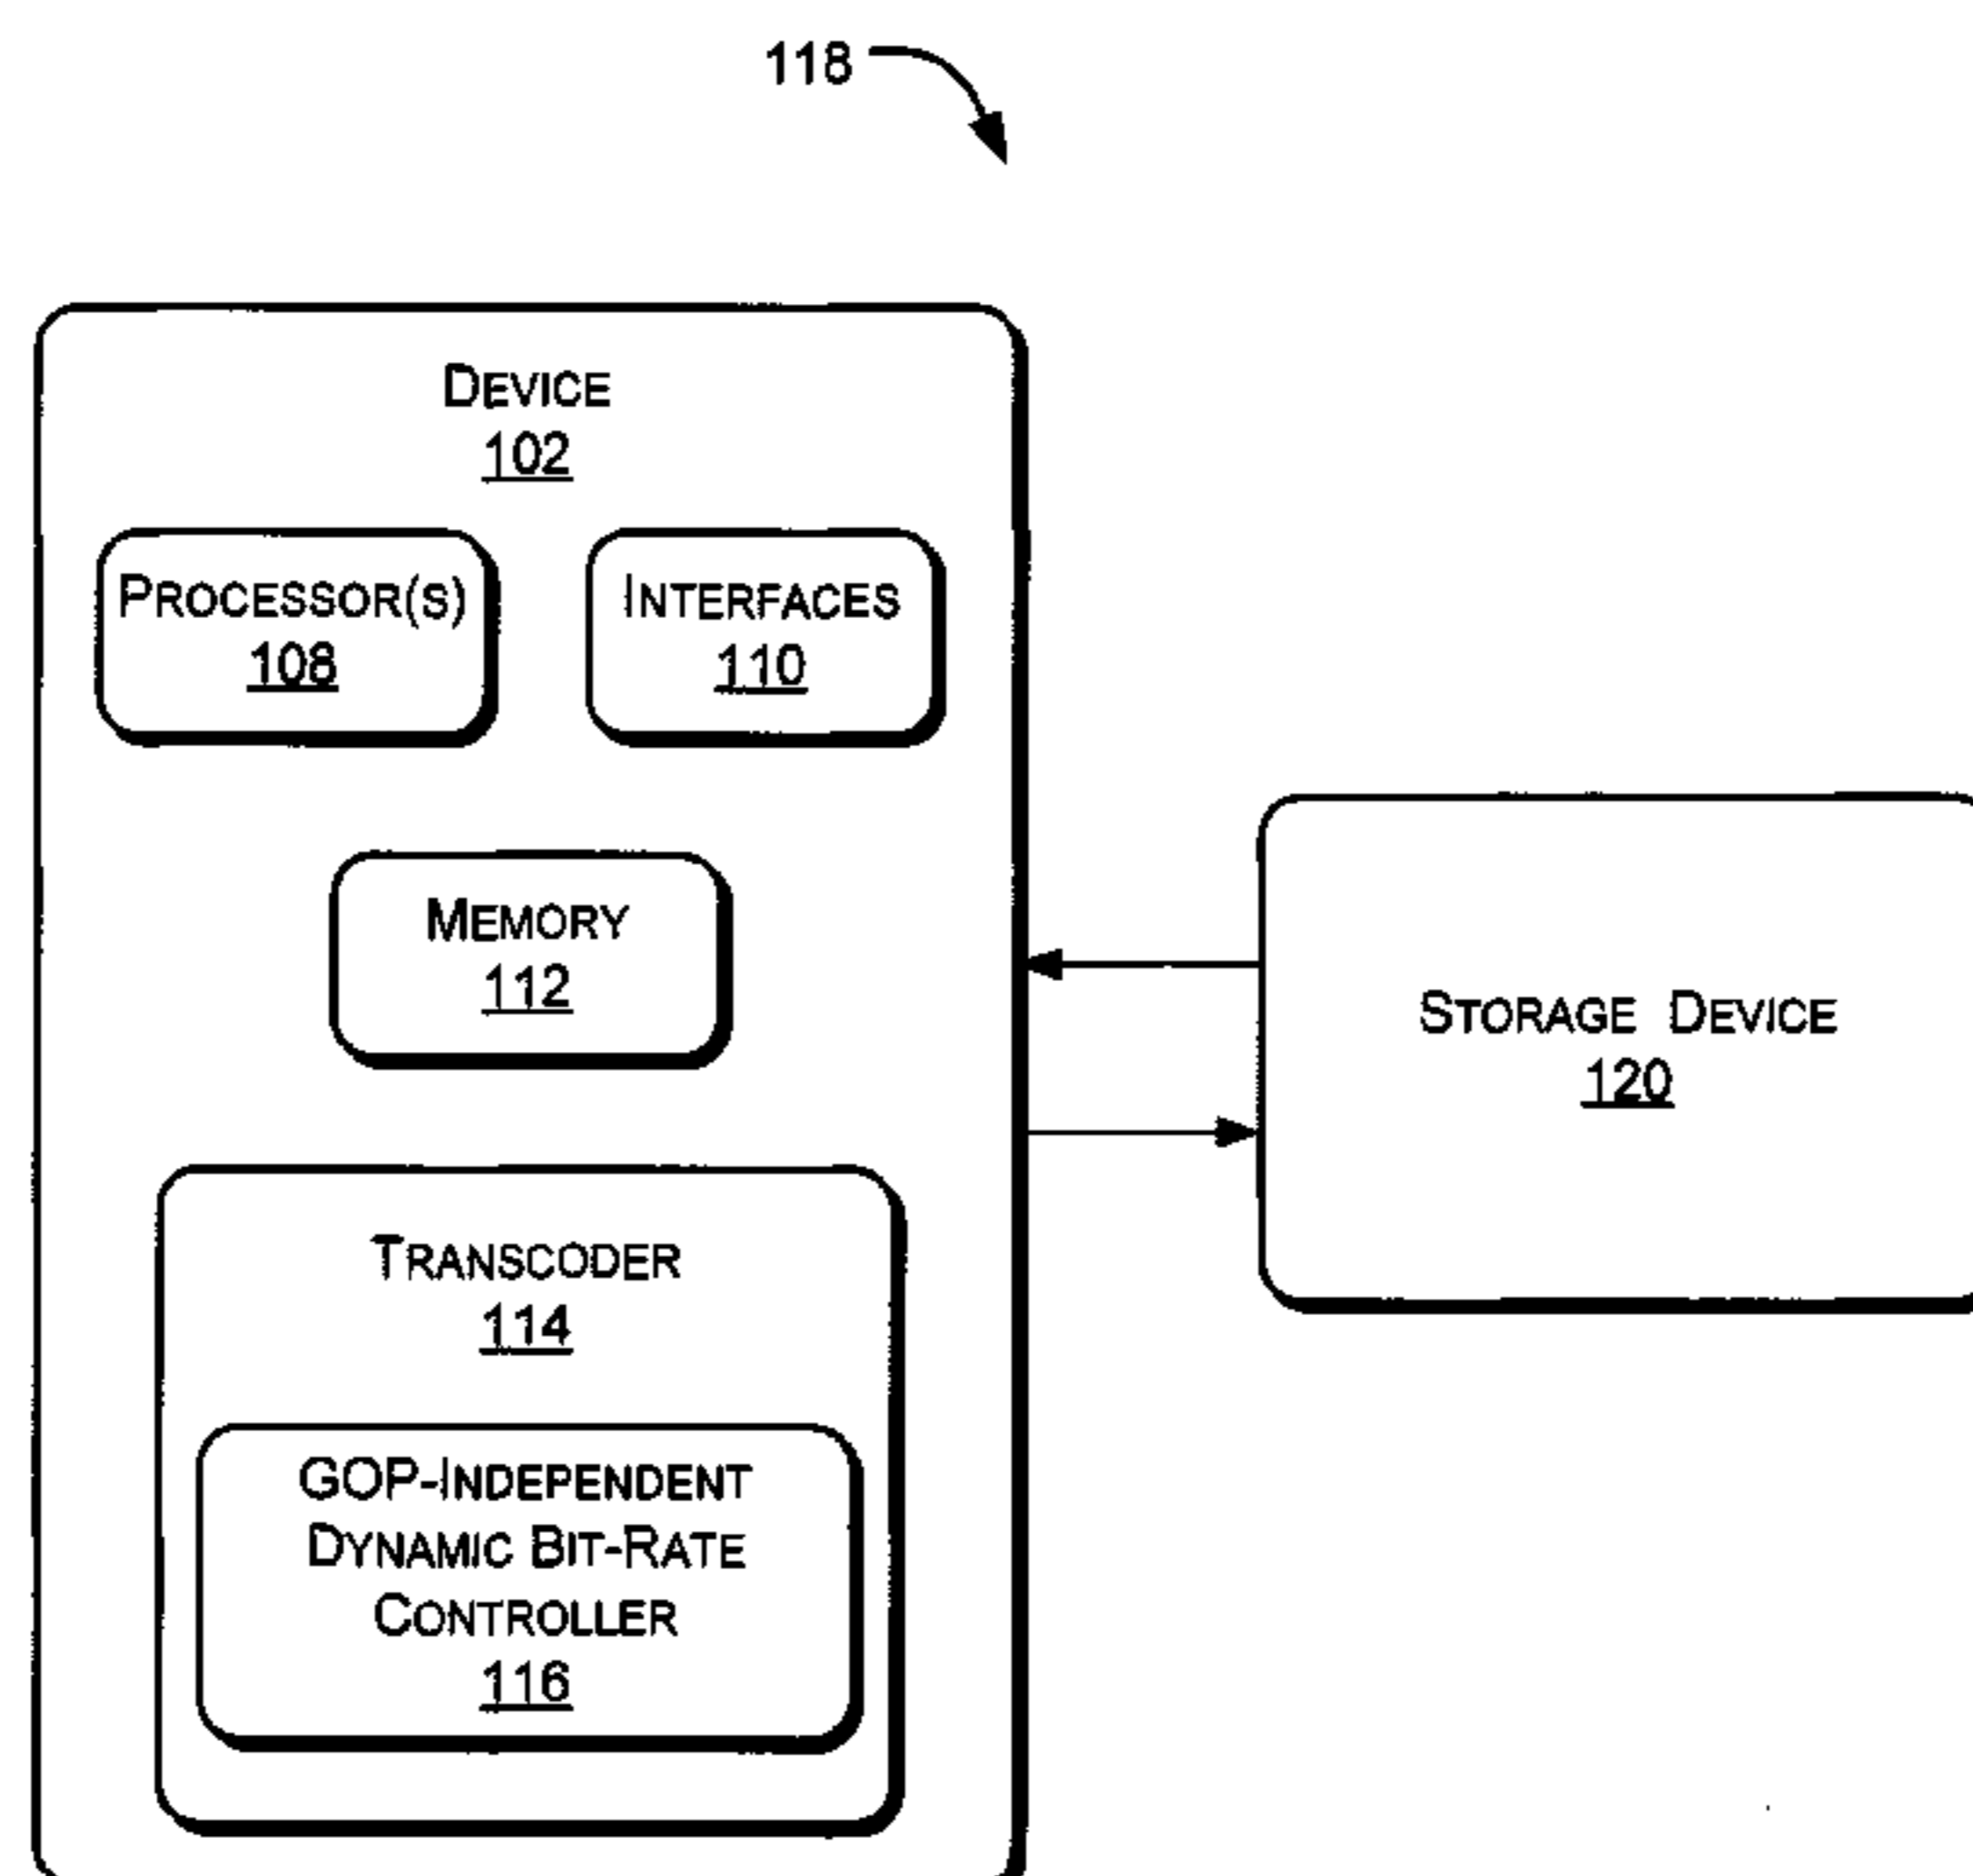 118
DEVICE
102
PROCESSOR(S)
108
INTERFACES
110
MEMORY
112
STORAGE DEVICE
120
TRANSCODER
114
GOP-INDEPENDENT
DYNAMIC BIT-RATE
CONTROLLER
116